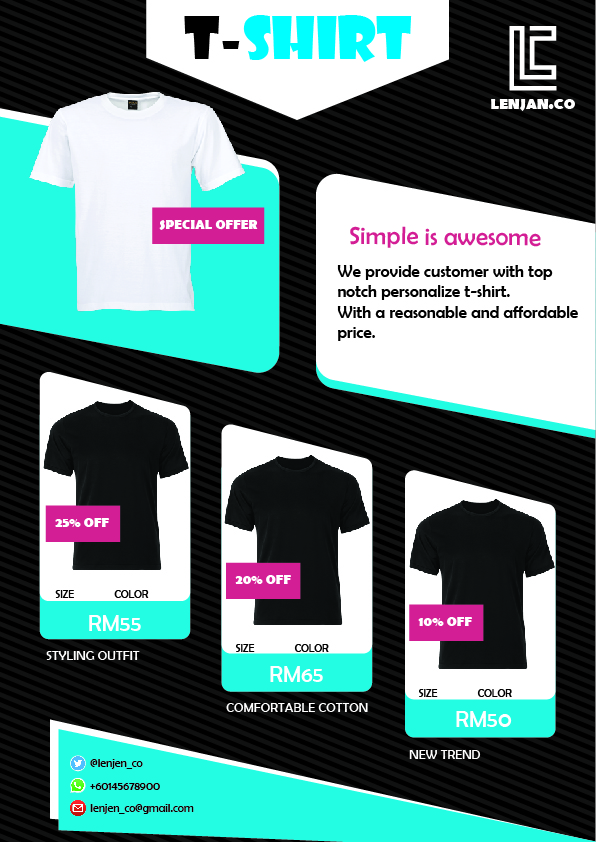 T-SHIRT
LENJAN.CO
SPECIAL OFFER
Simple is awesome
We provide customer with top
notch personalize t-shirt.
With a reasonable and affordable
price.
25% OFF
SIZE COLOR
RM55
STYLING OUTFIT
20% OFF
SIZE COLOR
RM65
COMFORTABLE COTTON
10% OFF
SIZE COLOR
RM50
NEW TREND
@lenjen_co
+60145678900
lenjen_co@gmail.com